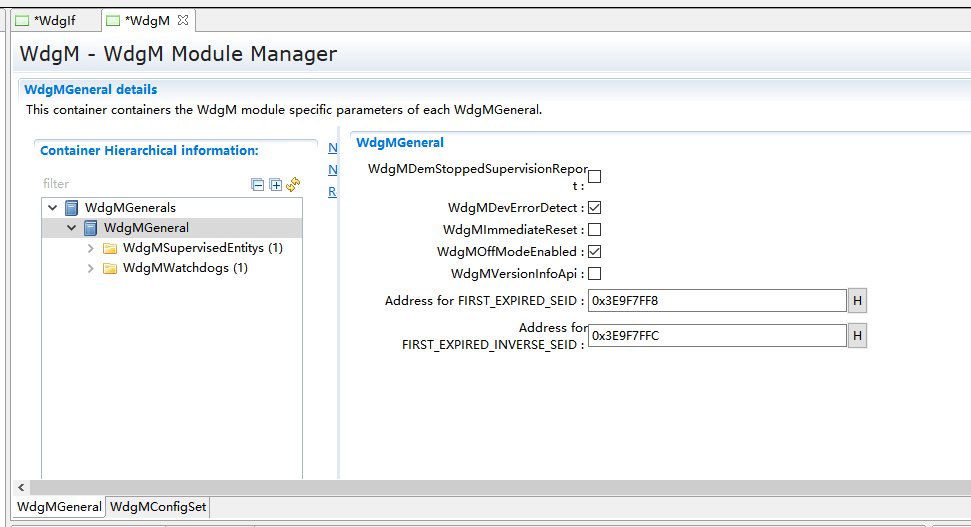 *WdgIf *WdgM
WdgM - WdgM Module Manager
WdgMGeneral details
This container containers the WdgM module specific parameters of each WdgMGeneral.
Container Hierarchical information:
filter
WdgMGenerals
WdgMGeneral
WdgMSupervisedEntitys (1)
WdgMWatchdogs (1)
N
N
R
WdgMGeneral
WdgMDemStoppedSupervisionRepor
t :
WdgMDevErrorDetect :
WdgMImmediateReset :
WdgMOffModeEnabled :
WdgMVersionInfoApi :
Address for FIRST_EXPIRED_SEID : 0x3E9F7FF8 H
Address for
FIRST_EXPIRED_INVERSE_SEID : 0x3E9F7FFC H
WdgMGeneral WdgMConfigSet